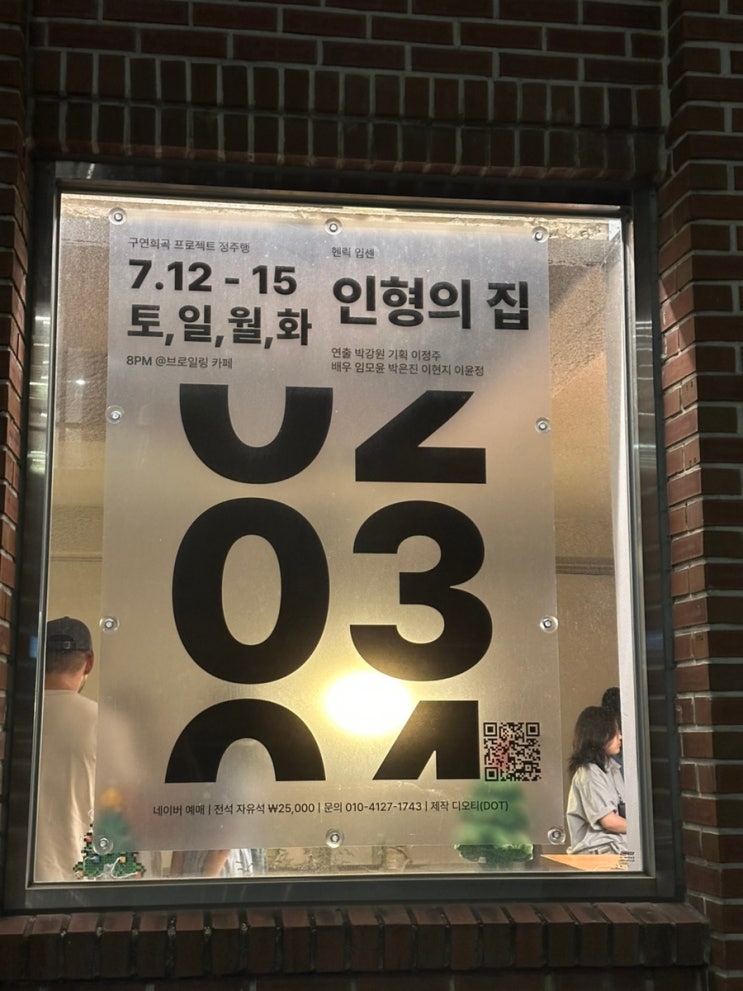 구연희곡 프로젝트 정주행
7.12 - 15
토,일,월,화
8PM @브로일링 카페
헨릭 입센
인형의 집
연출 박강원 기획 이정주
배우 임모윤 박은진 이현지 이윤정
02
03
04
네이버 예매 | 전석 자유석 ₩25,000 | 문의 010-4127-1743 | 제작 디오티(DOT)